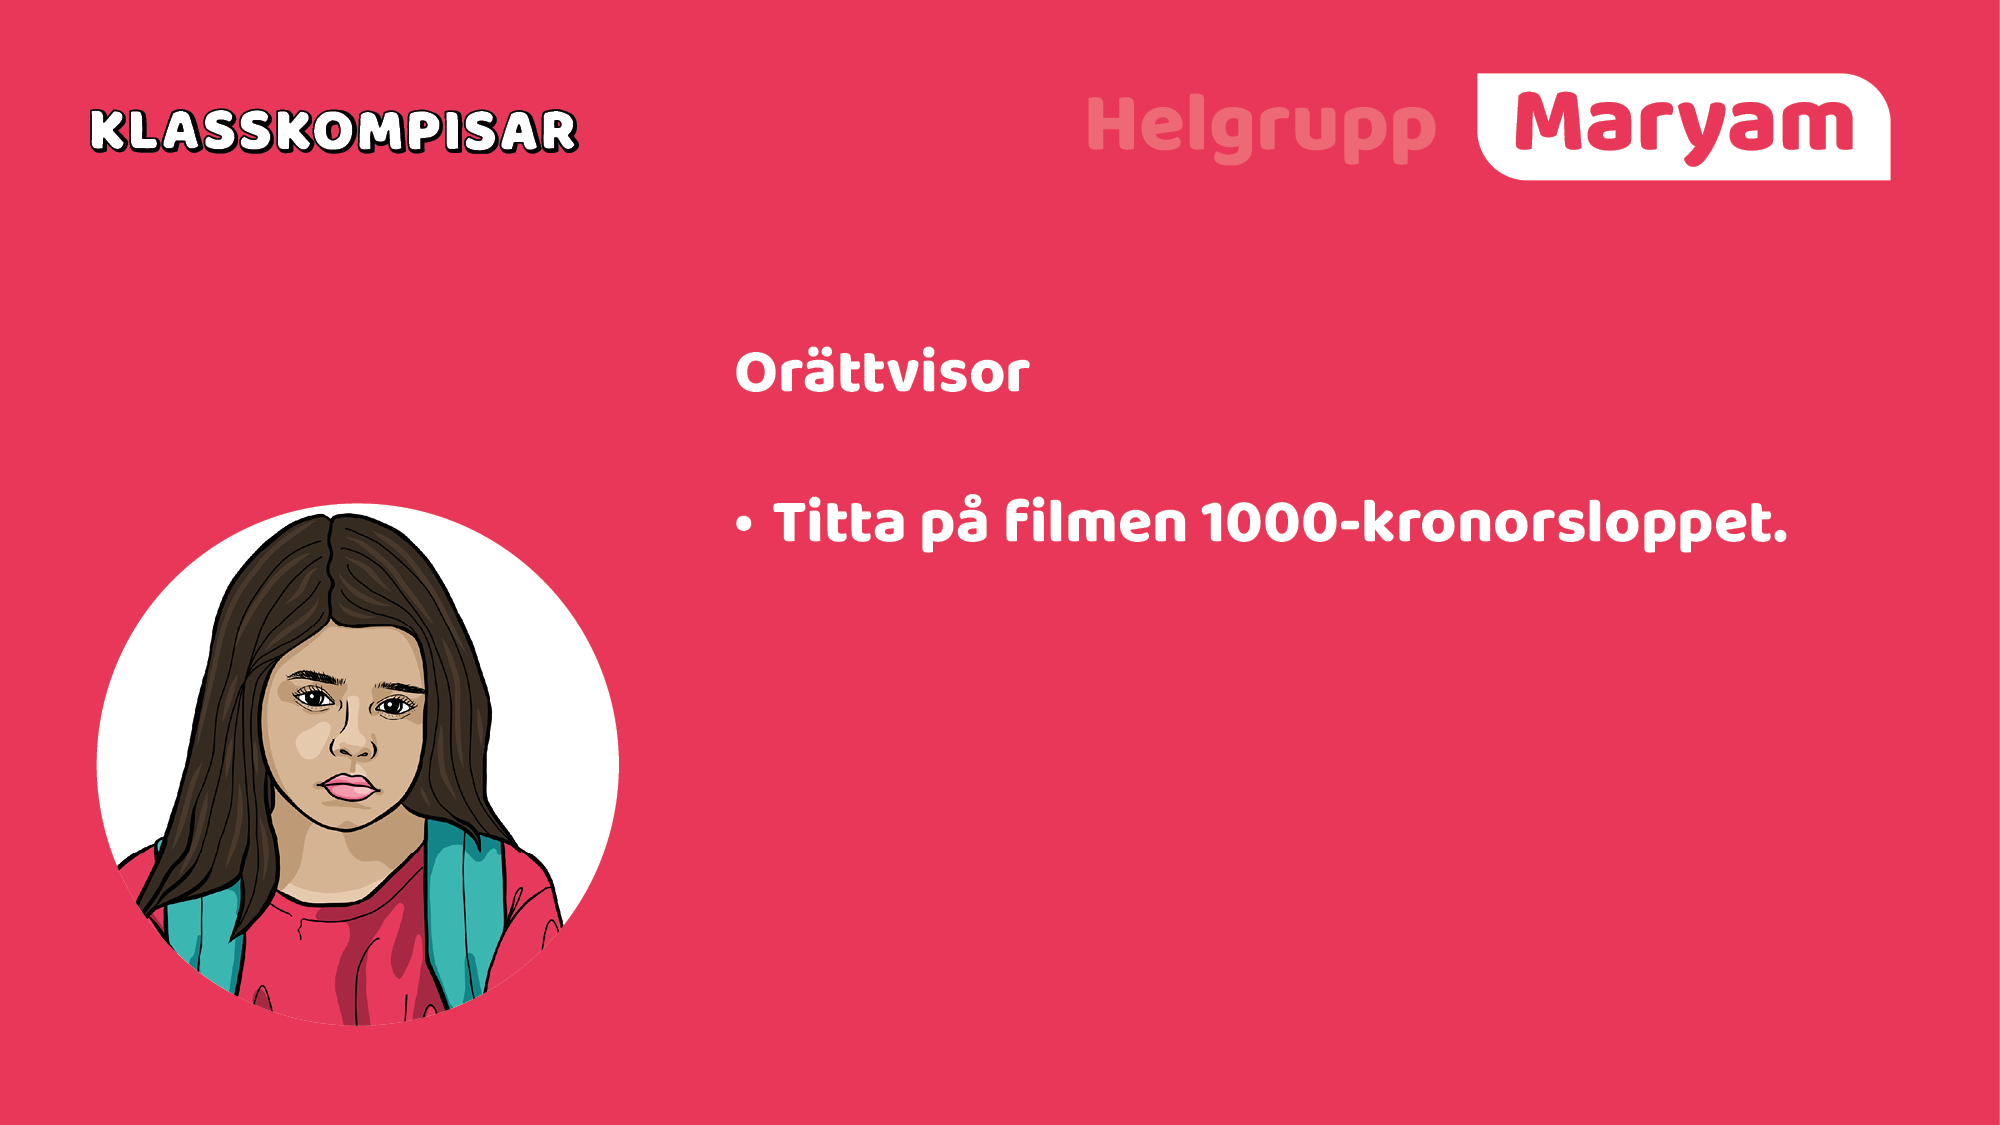 KLASSKOMPISAR
Helgrupp
Maryam
Orättvisor
• Titta på filmen 1000-kronorsloppet.